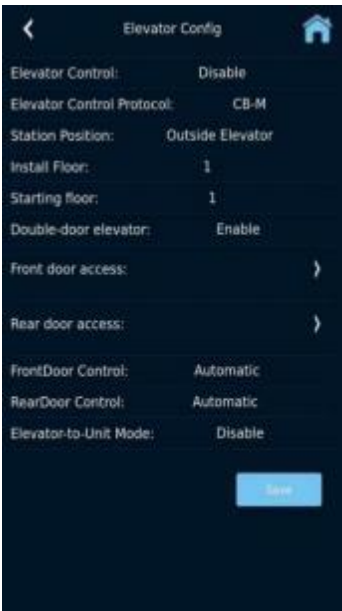 Elevator Config
Elevator Control: Disable
Elevator Control Protocol: CB-M
Station Position: Outside Elevator
Install Floor: 1
Starting floor: 1
Double-door elevator: Enable
Front door access:
Rear door access:
FrontDoor Control: Automatic
RearDoor Control: Automatic
Elevator-to-Unit Mode: Disable
Save